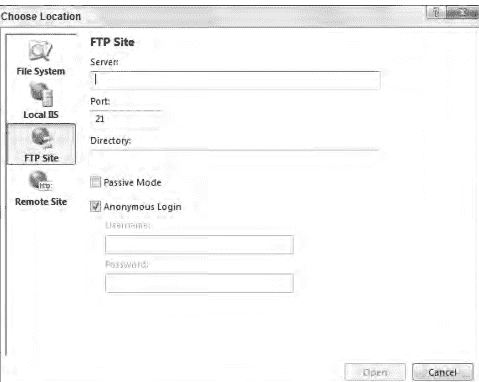 Choose Location
File System
Local IIS
FTP Site
Remote Site
FTP Site
Server:
Port:
21
Directory:
Passive Mode
Anonymous Login
Username:
Password:
Open
Cancel